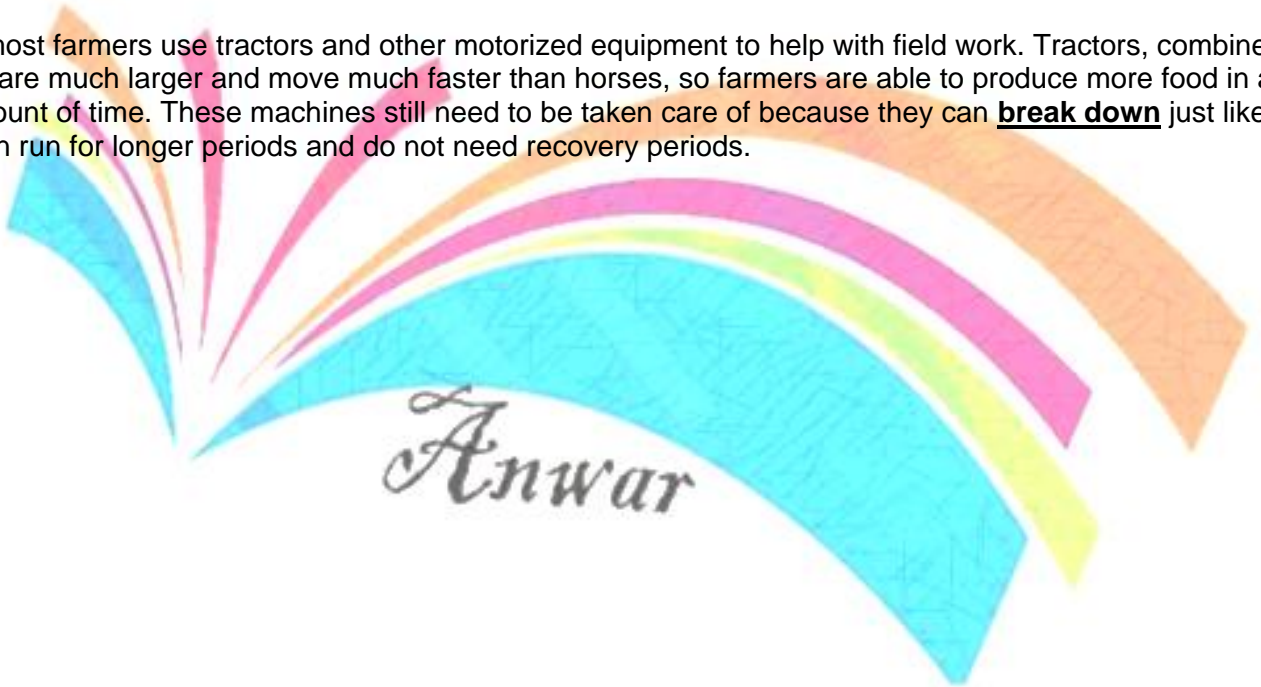 most farmers use tractors and other motorized equipment to help with field work. Tractors, combine
are much larger and move much faster than horses, so farmers are able to produce more food in a
ount of time. These machines still need to be taken care of because they can break down just like
n run for longer periods and do not need recovery periods.
Anwar